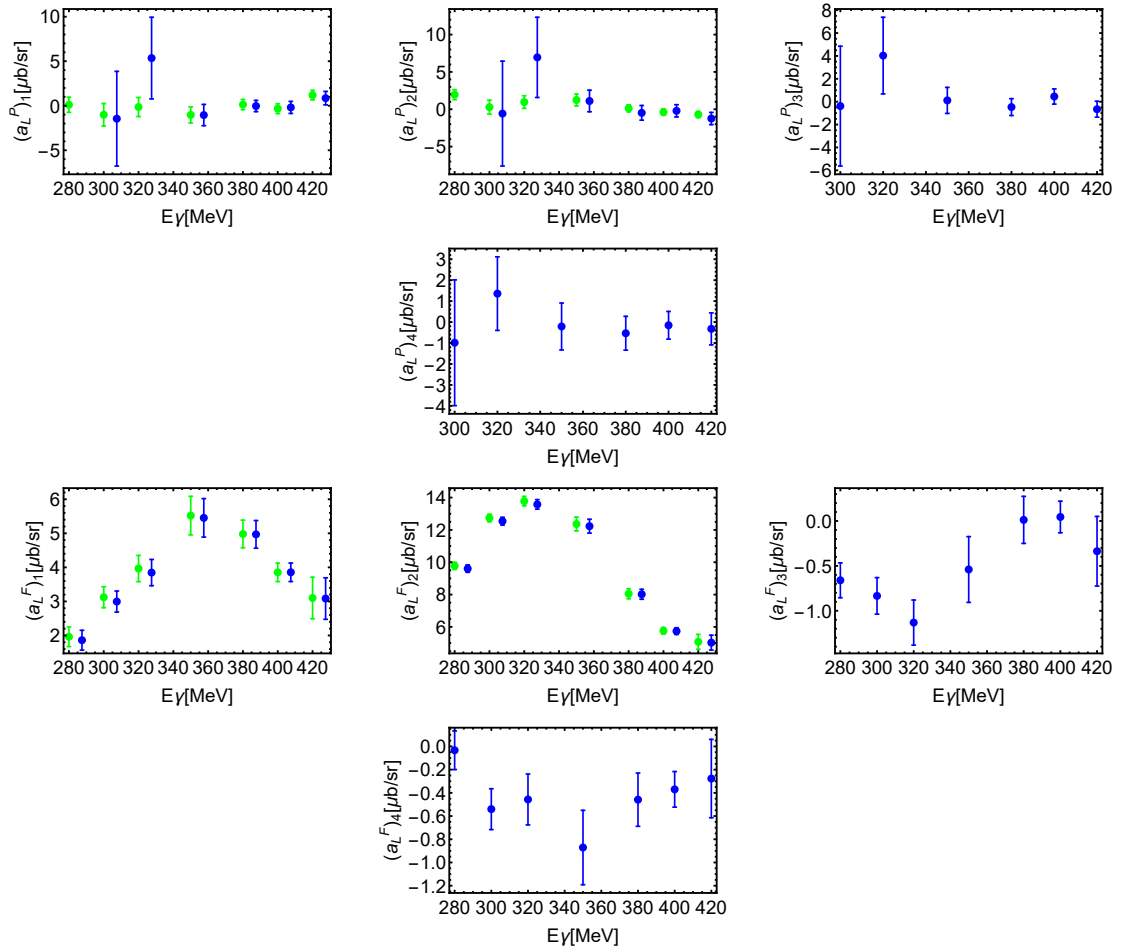 (a_L^P)_1[μb/sr]
10
5
0
−5
280 300 320 340 360 380 400 420
Eγ[MeV]
(a_L^P)_2[μb/sr]
10
5
0
−5
280 300 320 340 360 380 400 420
Eγ[MeV]
(a_L^P)_3[μb/sr]
8
6
4
2
0
−2
−4
−6
300 320 340 360 380 400 420
Eγ[MeV]
(a_L^P)_4[μb/sr]
3
2
1
0
−1
−2
−3
−4
300 320 340 360 380 400 420
Eγ[MeV]
(a_L^F)_1[μb/sr]
6
5
4
3
2
280 300 320 340 360 380 400 420
Eγ[MeV]
(a_L^F)_2[μb/sr]
14
12
10
8
6
280 300 320 340 360 380 400 420
Eγ[MeV]
(a_L^F)_3[μb/sr]
0.0
−0.5
−1.0
280 300 320 340 360 380 400 420
Eγ[MeV]
(a_L^F)_4[μb/sr]
0.0
−0.2
−0.4
−0.6
−0.8
−1.0
−1.2
280 300 320 340 360 380 400 420
Eγ[MeV]